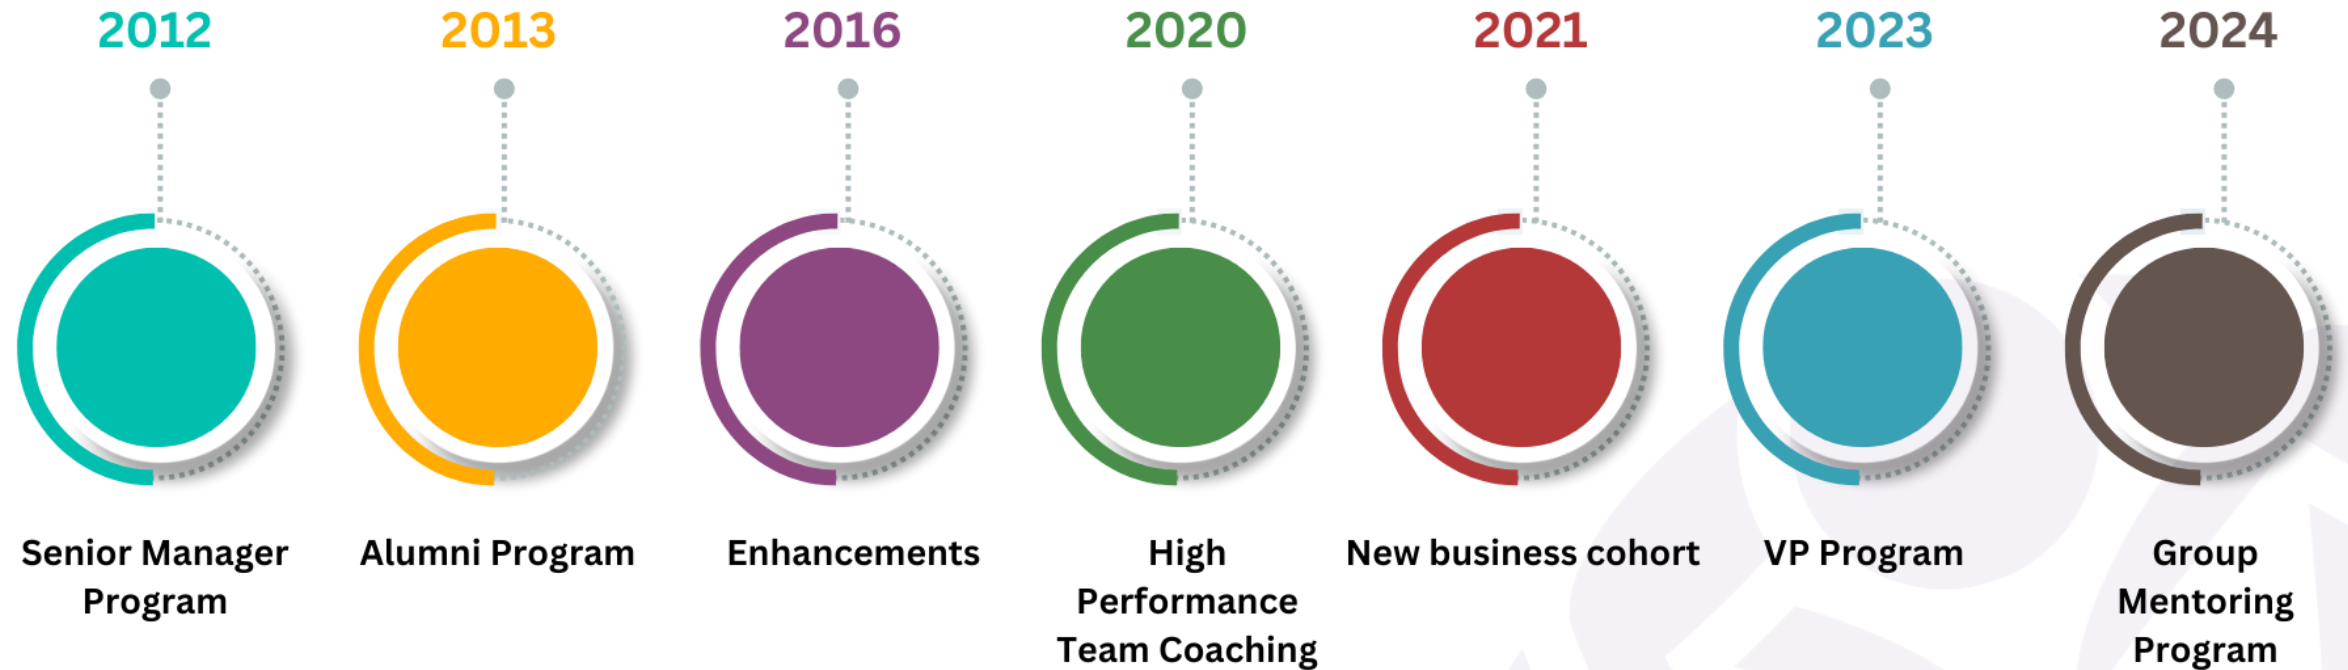 2012
2013
2016
2020
2021
2023
2024
Senior Manager
Program
Alumni Program
Enhancements
High
Performance
Team Coaching
New business cohort
VP Program
Group
Mentoring
Program